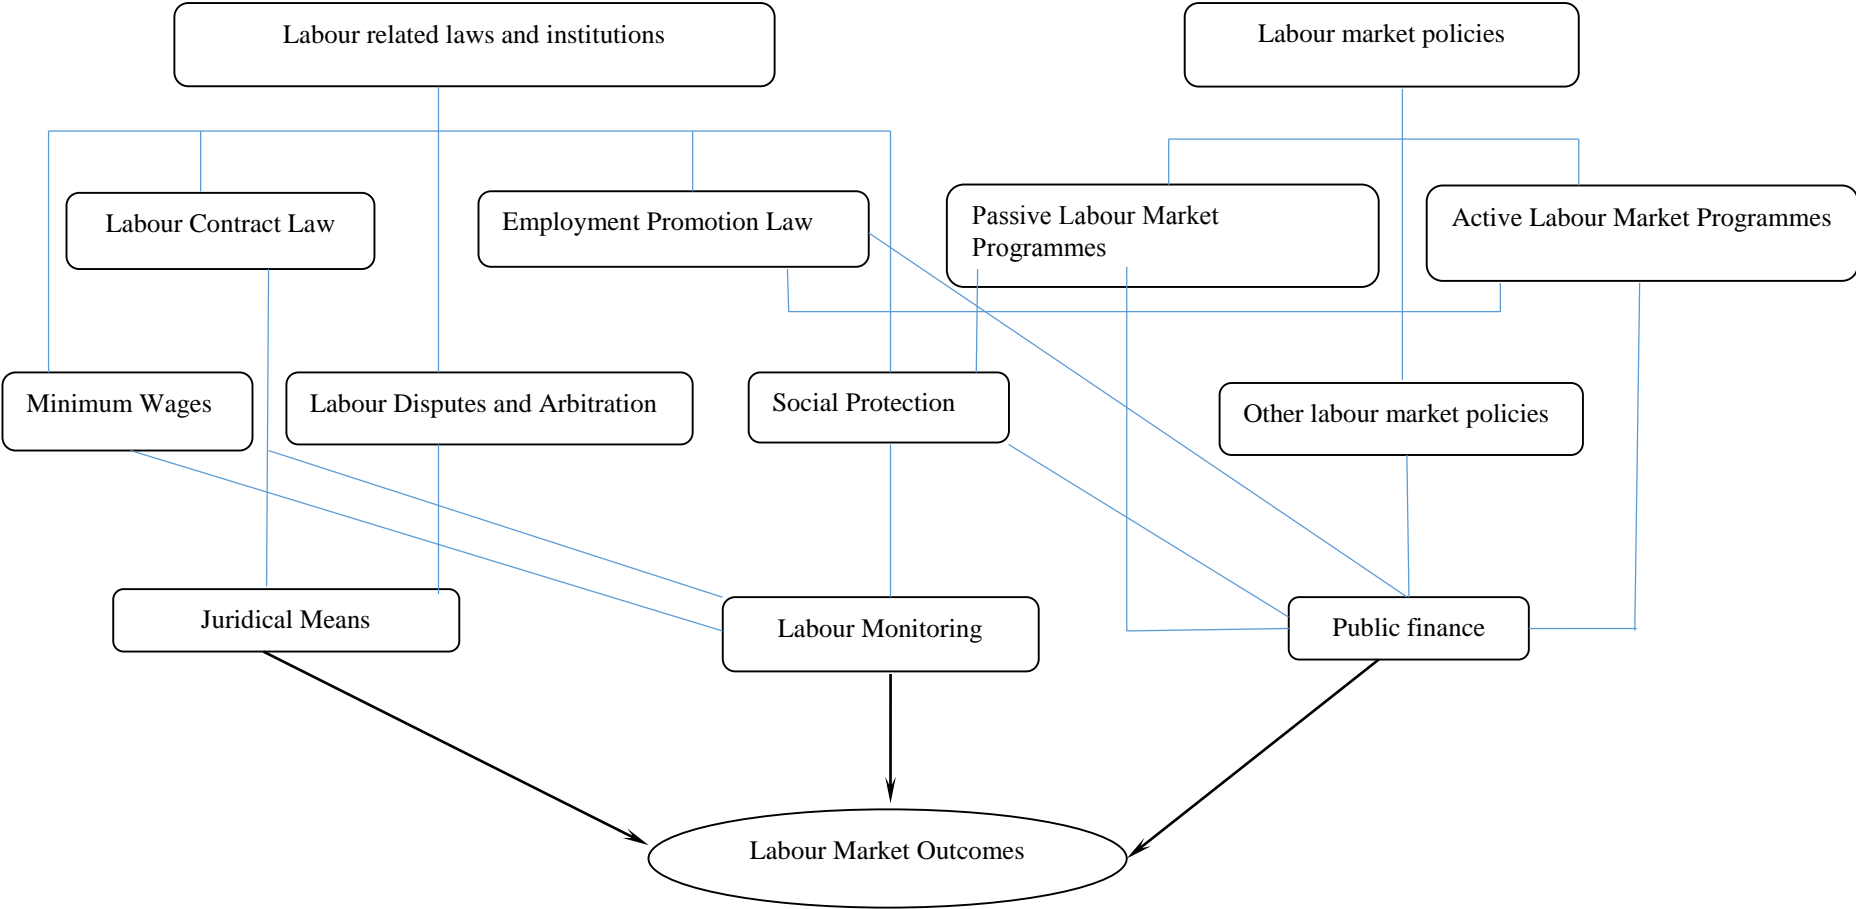 Labour related laws and institutions
Labour market policies
Labour Contract Law
Employment Promotion Law
Passive Labour Market
Programmes
Active Labour Market Programmes
Minimum Wages
Labour Disputes and Arbitration
Social Protection
Other labour market policies
Juridical Means
Labour Monitoring
Public finance
Labour Market Outcomes